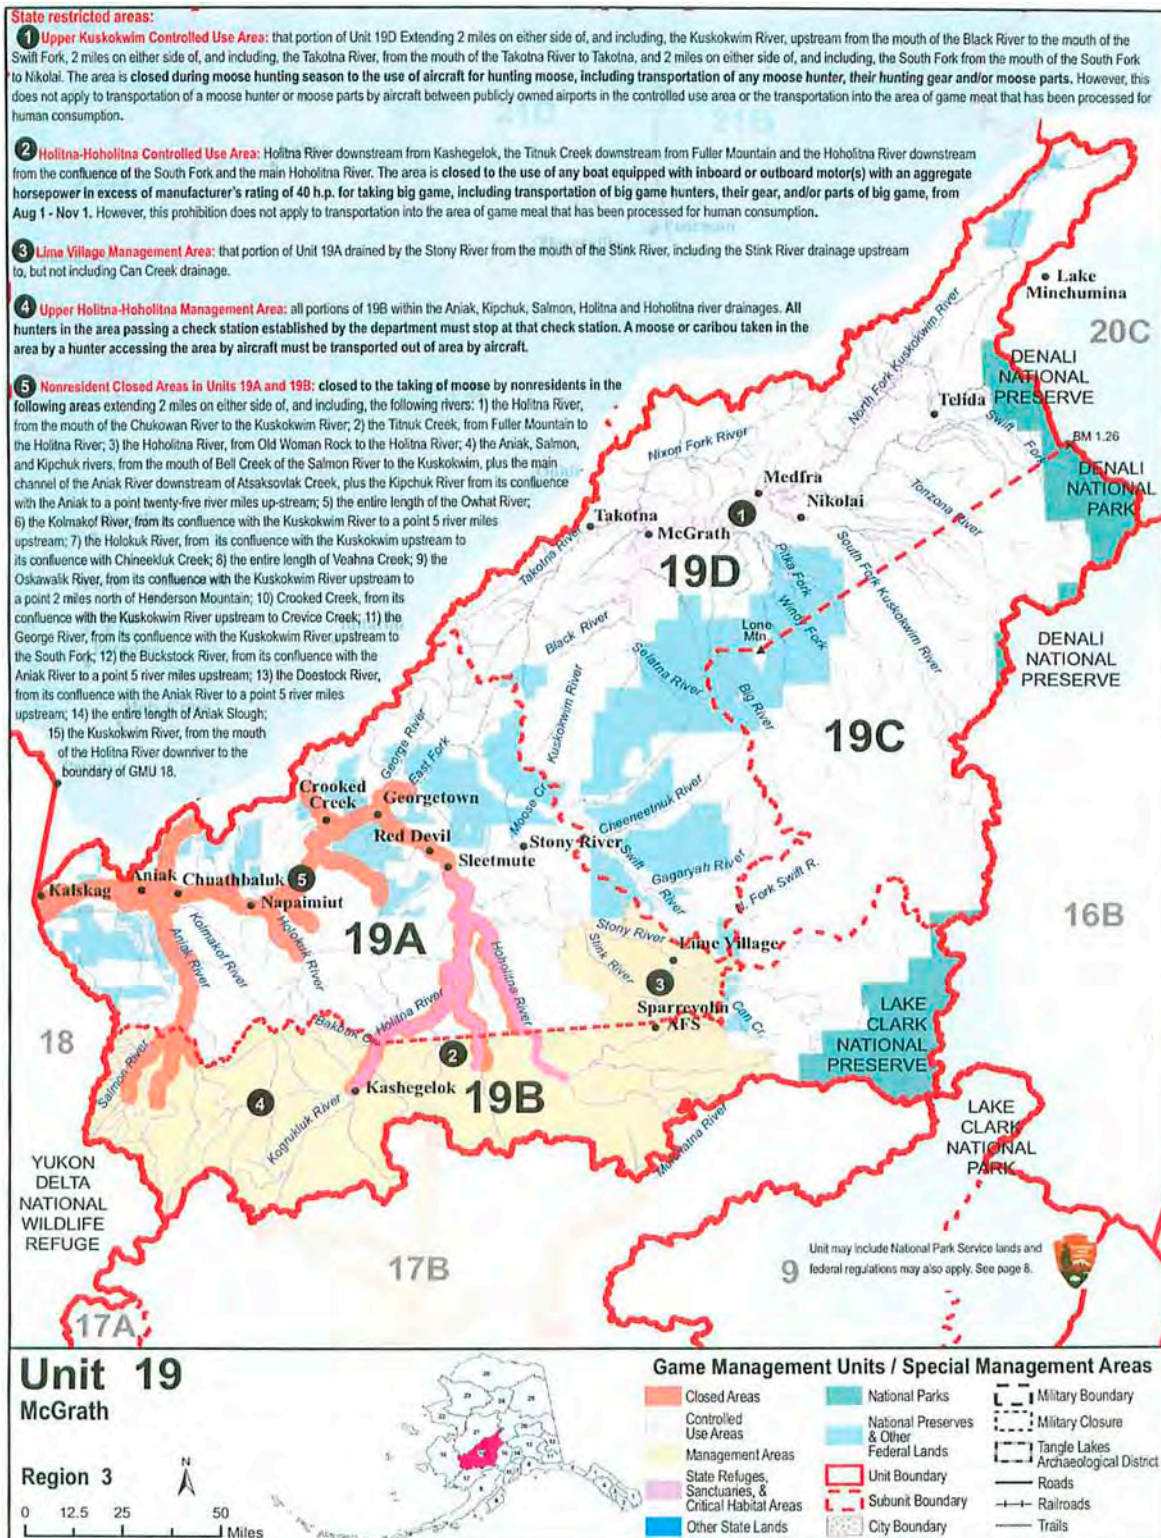 State restricted areas:
1 Upper Kuskokwim Controlled Use Area: that portion of Unit 19D Extending 2 miles on either side of, and including, the Kuskokwim River, upstream from the mouth of the Black River to the mouth of the
Swift Fork, 2 miles on either side of, and including, the Takotna River, from the mouth of the Takotna River to Takotna, and 2 miles on either side of, and including, the South Fork from the mouth of the South Fork
to Nikolai. The area is closed during moose hunting season to the use of aircraft for hunting moose, including transportation of any moose hunter, their hunting gear and/or moose parts. However, this
does not apply to transportation of a moose hunter or moose parts by aircraft between publicly owned airports in the controlled use area or the transportation into the area of game meat that has been processed for
human consumption.
2 Holitna-Hoholitna Controlled Use Area: Holitna River downstream from Kashegelok, the Titnuk Creek downstream from Fuller Mountain and the Hoholitna River downstream
from the confluence of the South Fork and the main Hoholitna River. The area is closed to the use of any boat equipped with inboard or outboard motor(s) with an aggregate
horsepower in excess of manufacturer's rating of 40 h.p. for taking big game, including transportation of big game hunters, their gear, and/or parts of big game, from
Aug 1 - Nov 1. However, this prohibition does not apply to transportation into the area of game meat that has been processed for human consumption.
3 Lime Village Management Area: that portion of Unit 19A drained by the Stony River from the mouth of the Stink River, including the Stink River drainage upstream
to, but not including Can Creek drainage.
4 Upper Holitna-Hoholitna Management Area: all portions of 19B within the Aniak, Kipchuk, Salmon, Holitna and Hoholitna river drainages. All
hunters in the area passing a check station established by the department must stop at that check station. A moose or caribou taken in the
area by a hunter accessing the area by aircraft must be transported out of area by aircraft.
5 Nonresident Closed Areas in Units 19A and 19B: closed to the taking of moose by nonresidents in the
following areas extending 2 miles on either side of, and including, the following rivers: 1) the Holitna River,
from the mouth of the Chukowan River to the Kuskokwim River; 2) the Titnuk Creek, from Fuller Mountain to
the Holitna River; 3) the Hoholitna River, from Old Woman Rock to the Holitna River; 4) the Aniak, Salmon,
and Kipchuk rivers, from the mouth of Bell Creek of the Salmon River to the Kuskokwim, plus the main
channel of the Aniak River downstream of Atsaksovlak Creek, plus the Kipchuk River from its confluence
with the Aniak to a point twenty-five river miles up-stream; 5) the entire length of the Owhat River;
6) the Kolmakof River, from its confluence with the Kuskokwim River to a point 5 river miles
upstream; 7) the Holokuk River, from its confluence with the Kuskokwim upstream to
its confluence with Chineekluk Creek; 8) the entire length of Veahna Creek; 9) the
Oskawalik River, from its confluence with the Kuskokwim River upstream to
a point 2 miles north of Henderson Mountain; 10) Crooked Creek, from its
confluence with the Kuskokwim River upstream to Crevice Creek; 11) the
George River, from its confluence with the Kuskokwim River upstream to
the South Fork; 12) the Buckstock River, from its confluence with the
Aniak River to a point 5 river miles upstream; 13) the Doestock River,
from its confluence with the Aniak River to a point 5 river miles
upstream; 14) the entire length of Aniak Slough;
15) the Kuskokwim River, from the mouth
of the Holitna River downriver to the
boundary of GMU 18.
Lake
Minchumina
20C
DENALI
NATIONAL
PRESERVE
North Fork Kuskokwim River
Telida
Swift Fork
BM 1.26
DENALI
NATIONAL
PARK
Nixon Fork River
Medfra
Nikolai
Tonzona River
Takotna
McGrath
1
Takotna River
19D
Pitka Fork
Windy Fork
South Fork Kuskokwim River
Lone
Mtn.
Black River
Selatna River
Big River
DENALI
NATIONAL
PRESERVE
Kuskokwim River
19C
George River
East Fork
Crooked
Creek
Georgetown
Moose Cr.
Cheeneetnuk River
Red Devil
Stony River
Sleetmute
Swift River
Gagaryah River
Kalskag
Aniak
Chuathbaluk
5
Napaimiut
N. Fork Swift R.
16B
Kolmakof River
Aniak River
Holokuk River
19A
Hoholitna River
Stony River
Lime Village
Stink River
3
Sparrevohn
AFS
Can Cr.
LAKE
CLARK
NATIONAL
PRESERVE
18
Holitna River
2
Salmon River
Kashegelok
19B
4
Kogrukluk River
Mulchatna River
LAKE
CLARK
NATIONAL
PARK
YUKON
DELTA
NATIONAL
WILDLIFE
REFUGE
17B
9
Unit may include National Park Service lands and
federal regulations may also apply. See page 8.
17A
Unit 19
McGrath
Region 3
N
0 12.5 25 50
Miles
Game Management Units / Special Management Areas
Closed Areas
Controlled
Use Areas
Management Areas
State Refuges,
Sanctuaries, &
Critical Habitat Areas
Other State Lands
National Parks
National Preserves
& Other
Federal Lands
Unit Boundary
Subunit Boundary
City Boundary
Military Boundary
Military Closure
Tangle Lakes
Archaeological District
Roads
Railroads
Trails